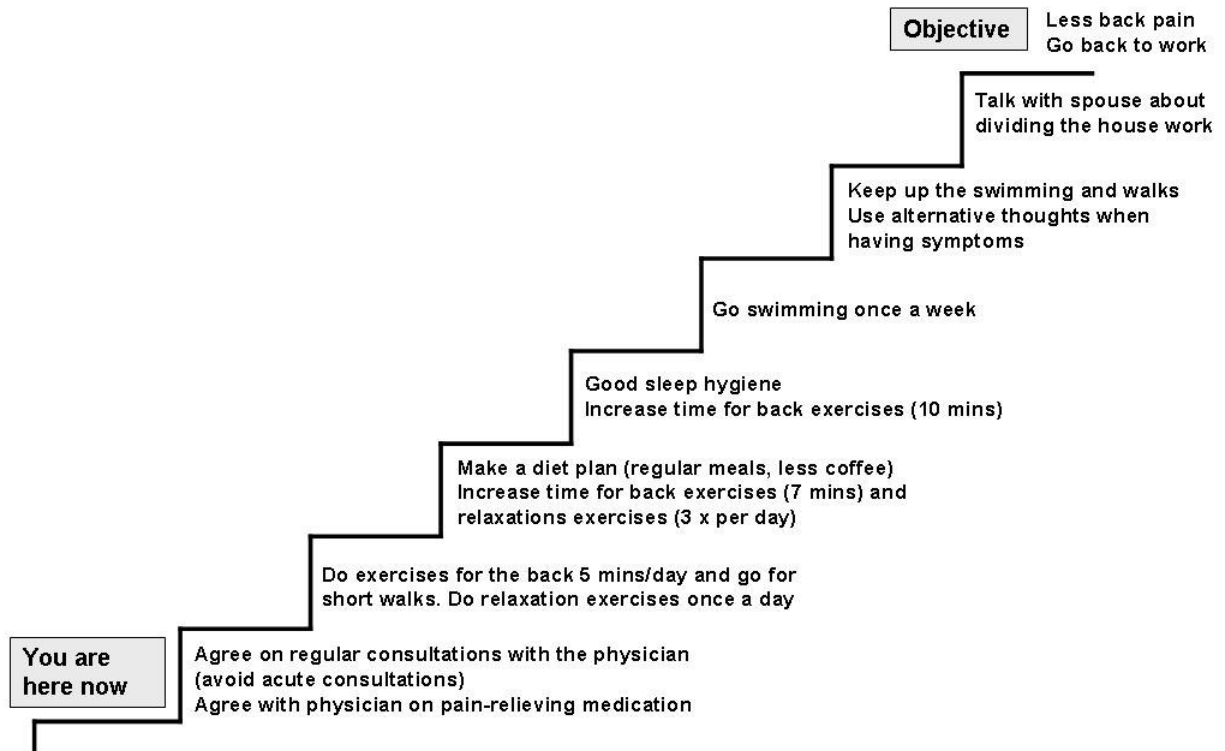 Objective
Less back pain
Go back to work
Talk with spouse about
dividing the house work
Keep up the swimming and walks
Use alternative thoughts when
having symptoms
Go swimming once a week
Good sleep hygiene
Increase time for back exercises (10 mins)
Make a diet plan (regular meals, less coffee)
Increase time for back exercises (7 mins) and
relaxations exercises (3 x per day)
Do exercises for the back 5 mins/day and go for
short walks. Do relaxation exercises once a day
You are
here now
Agree on regular consultations with the physician
(avoid acute consultations)
Agree with physician on pain-relieving medication